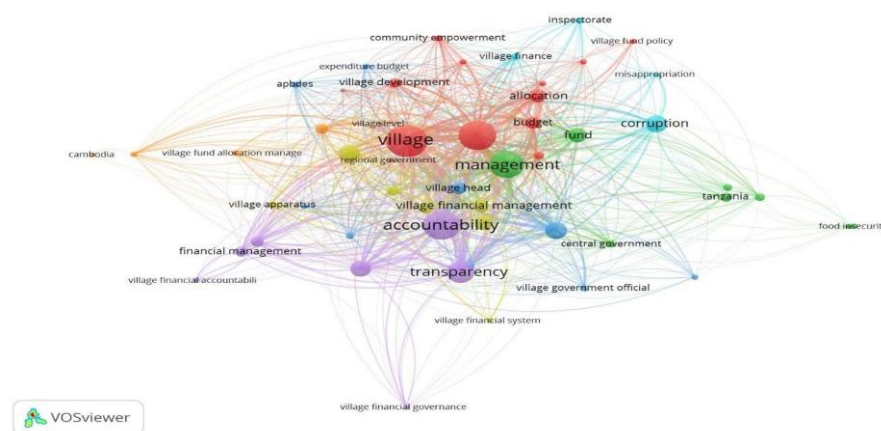 inspectorate
community empowerment
village fund policy
village finance
expenditure budget
misappropriation
apbdes
village development
allocation
village level
budget
corruption
fund
village
cambodia
village fund allocation manage
regional government
management
village head
tanzania
village apparatus
village financial management
accountability
food insecurit
central government
financial management
transparency
village financial accountabili
village government official
village financial system
village financial governance
VOSviewer